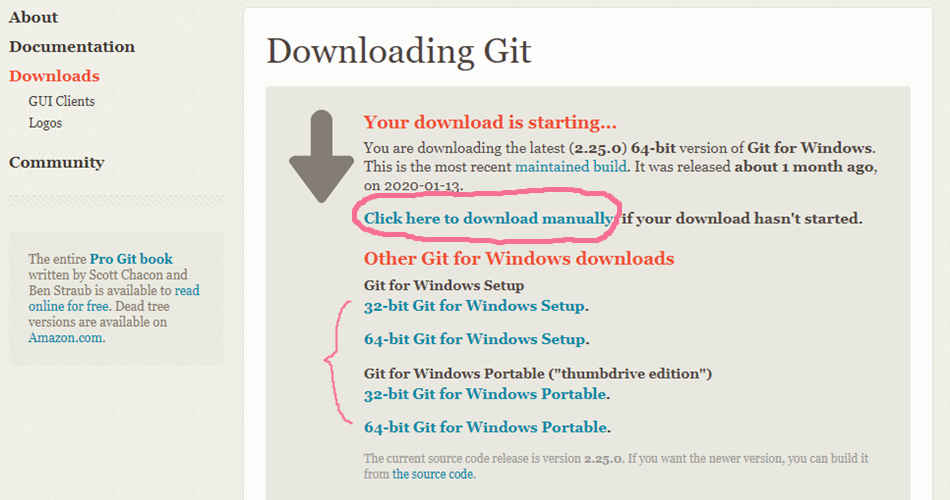 About
Documentation
Downloads
GUI Clients
Logos
Community
The entire Pro Git book
written by Scott Chacon and
Ben Straub is available to read
online for free. Dead tree
versions are available on
Amazon.com.
Downloading Git
Your download is starting...
You are downloading the latest (2.25.0) 64-bit version of Git for Windows.
This is the most recent maintained build. It was released about 1 month ago,
on 2020-01-13.
Click here to download manually, if your download hasn't started.
Other Git for Windows downloads
Git for Windows Setup
32-bit Git for Windows Setup.
64-bit Git for Windows Setup.
Git for Windows Portable ("thumbdrive edition")
32-bit Git for Windows Portable.
64-bit Git for Windows Portable.
The current source code release is version 2.25.0. If you want the newer version, you can build it
from the source code.